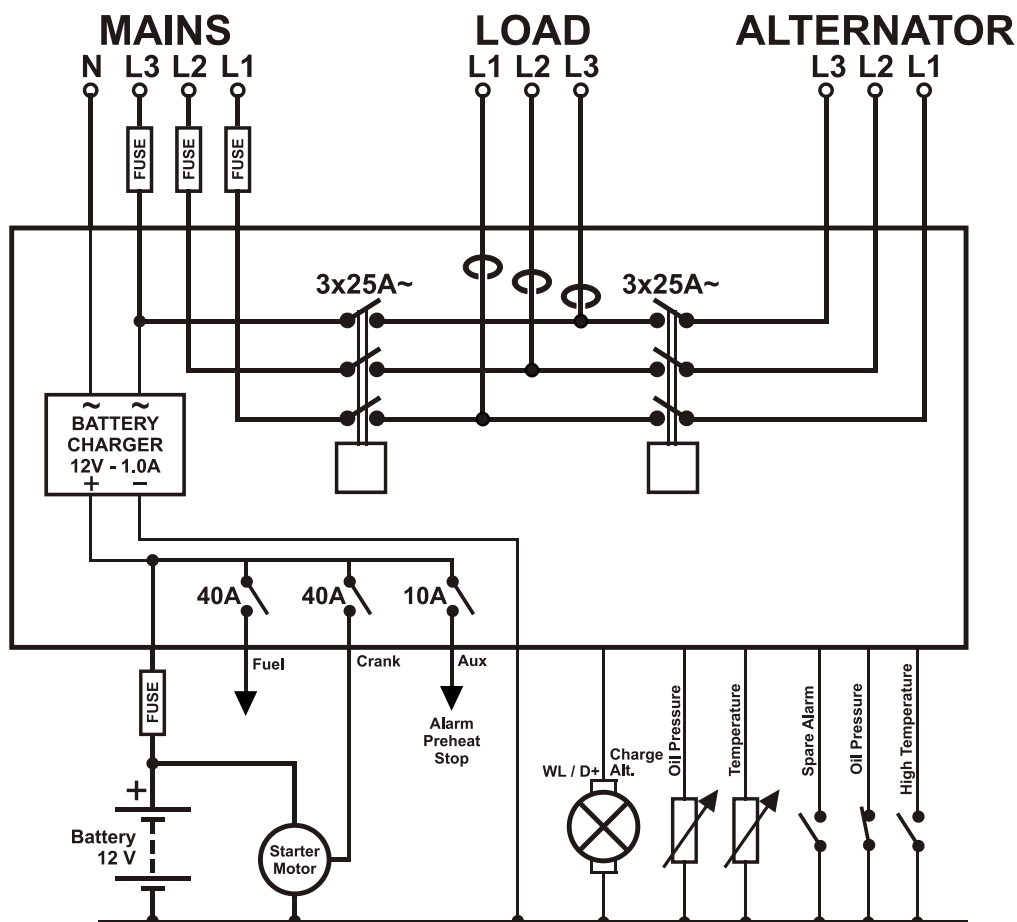 MAINS LOAD ALTERNATOR
N L3 L2 L1 L1 L2 L3 L3 L2 L1
FUSE FUSE FUSE
3x25A~ 3x25A~
~ ~
BATTERY
CHARGER
12V - 1.0A
+ −
40A 40A 10A
Fuel Crank Aux
FUSE
Alarm
Preheat
Stop
WL / D+
Charge
Alt.
Oil Pressure
Temperature
Spare Alarm
Oil Pressure
High Temperature
+
Battery
12 V
Starter
Motor